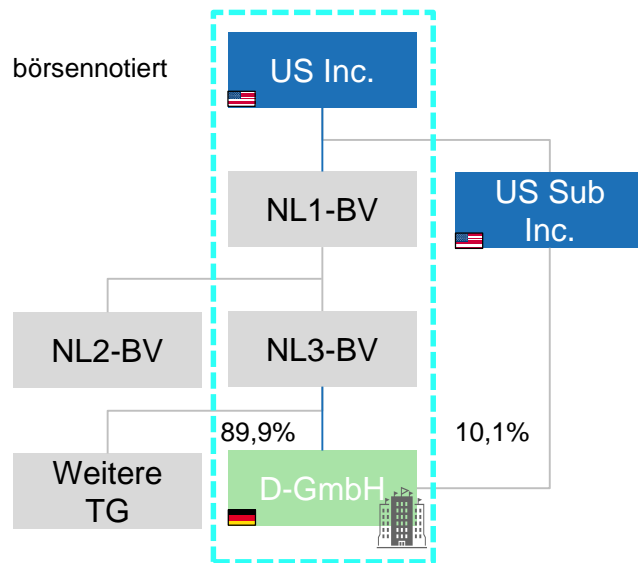 US Inc.
börsennotiert
NL1-BV
US Sub
Inc.
NL2-BV
NL3-BV
89,9%
10,1%
Weitere
TG
D-GmbH